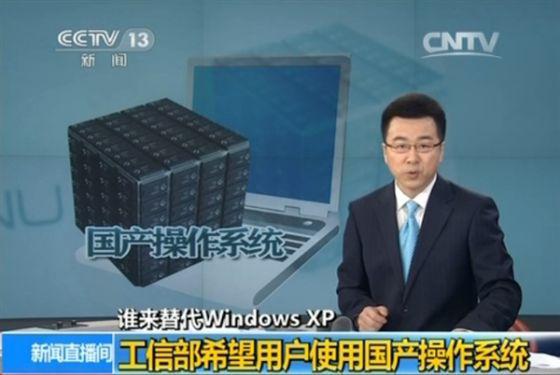 CCTV 13
新闻
CNTV
NU
国产操作系统
谁来替代Windows XP
新闻直播间
工信部希望用户使用国产操作系统